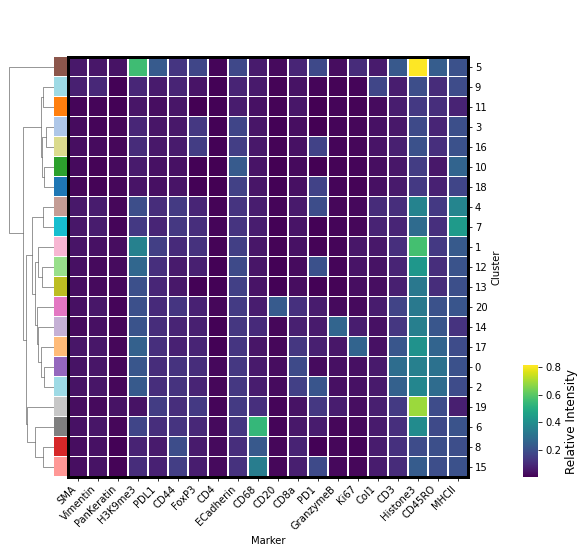 5
9
11
3
16
10
18
4
7
1
12
13
20
14
17
0
2
19
6
8
15
Cluster
0.8
0.6
0.4
0.2
Relative Intensity
SMA
Vimentin
PanKeratin
H3K9me3
PDL1
CD44
FoxP3
CD4
ECadherin
CD68
CD20
CD8a
PD1
GranzymeB
Ki67
Col1
CD3
Histone3
CD45RO
MHCII
Marker